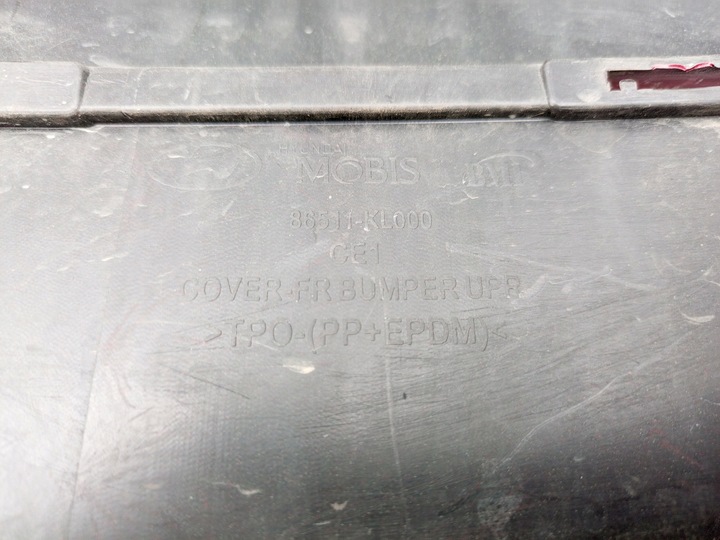 HYUNDAI
MOBIS
86511-KL000
CE1
COVER-FR BUMPER UPR
>TPO-(PP+EPDM)<